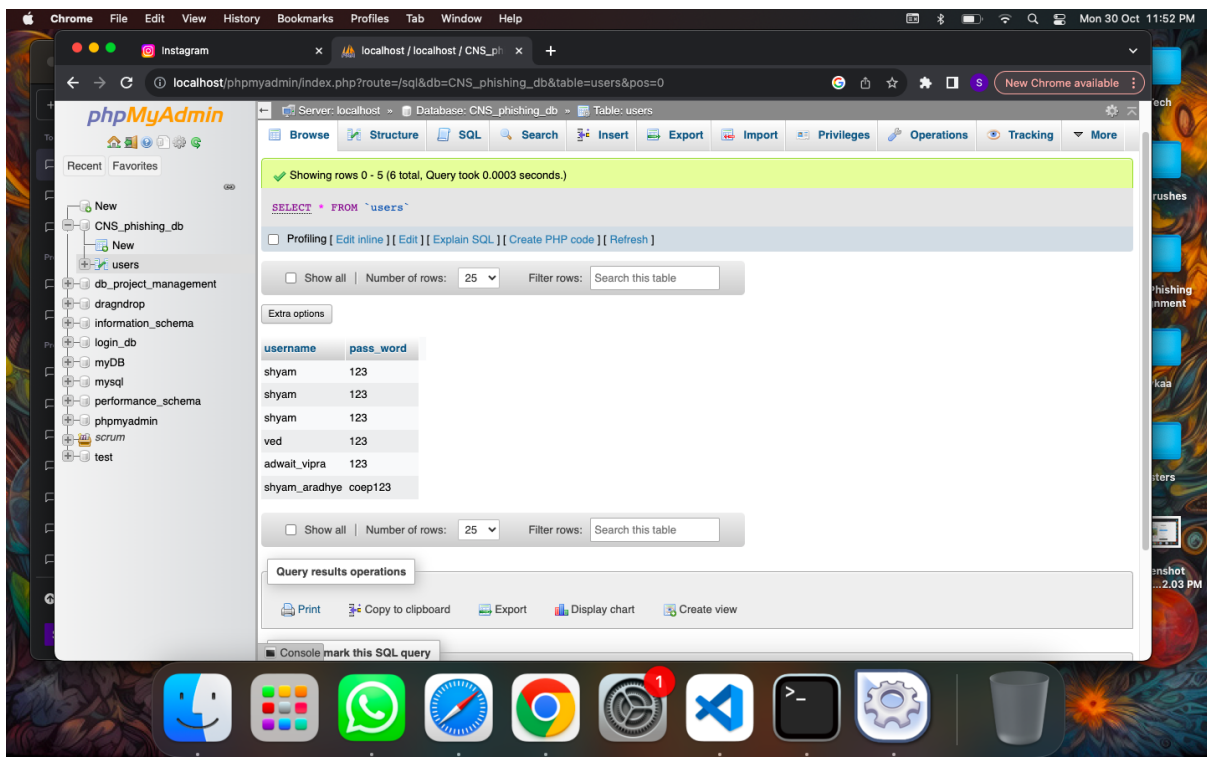 Chrome File Edit View History Bookmarks Profiles Tab Window Help Mon 30 Oct 11:52 PM
Instagram
localhost / localhost / CNS_ph
localhost/phpmyadmin/index.php?route=/sql&db=CNS_phishing_db&table=users&pos=0
S
New Chrome available
phpMyAdmin
Recent Favorites
New
CNS_phishing_db
New
users
db_project_management
dragndrop
information_schema
login_db
myDB
mysql
performance_schema
phpmyadmin
scrum
test
Server: localhost » Database: CNS_phishing_db » Table: users
Browse Structure SQL Search Insert Export Import Privileges Operations Tracking More
Showing rows 0 - 5 (6 total, Query took 0.0003 seconds.)
SELECT * FROM `users`
Profiling [ Edit inline ] [ Edit ] [ Explain SQL ] [ Create PHP code ] [ Refresh ]
Show all | Number of rows: 25 Filter rows: Search this table
Extra options
username pass_word
shyam 123
shyam 123
shyam 123
ved 123
adwait_vipra 123
shyam_aradhye coep123
Show all | Number of rows: 25 Filter rows: Search this table
Query results operations
Print Copy to clipboard Export Display chart Create view
Console mark this SQL query
ech
rushes
Phishing
nment
kaa
sters
enshot
...2.03 PM
1